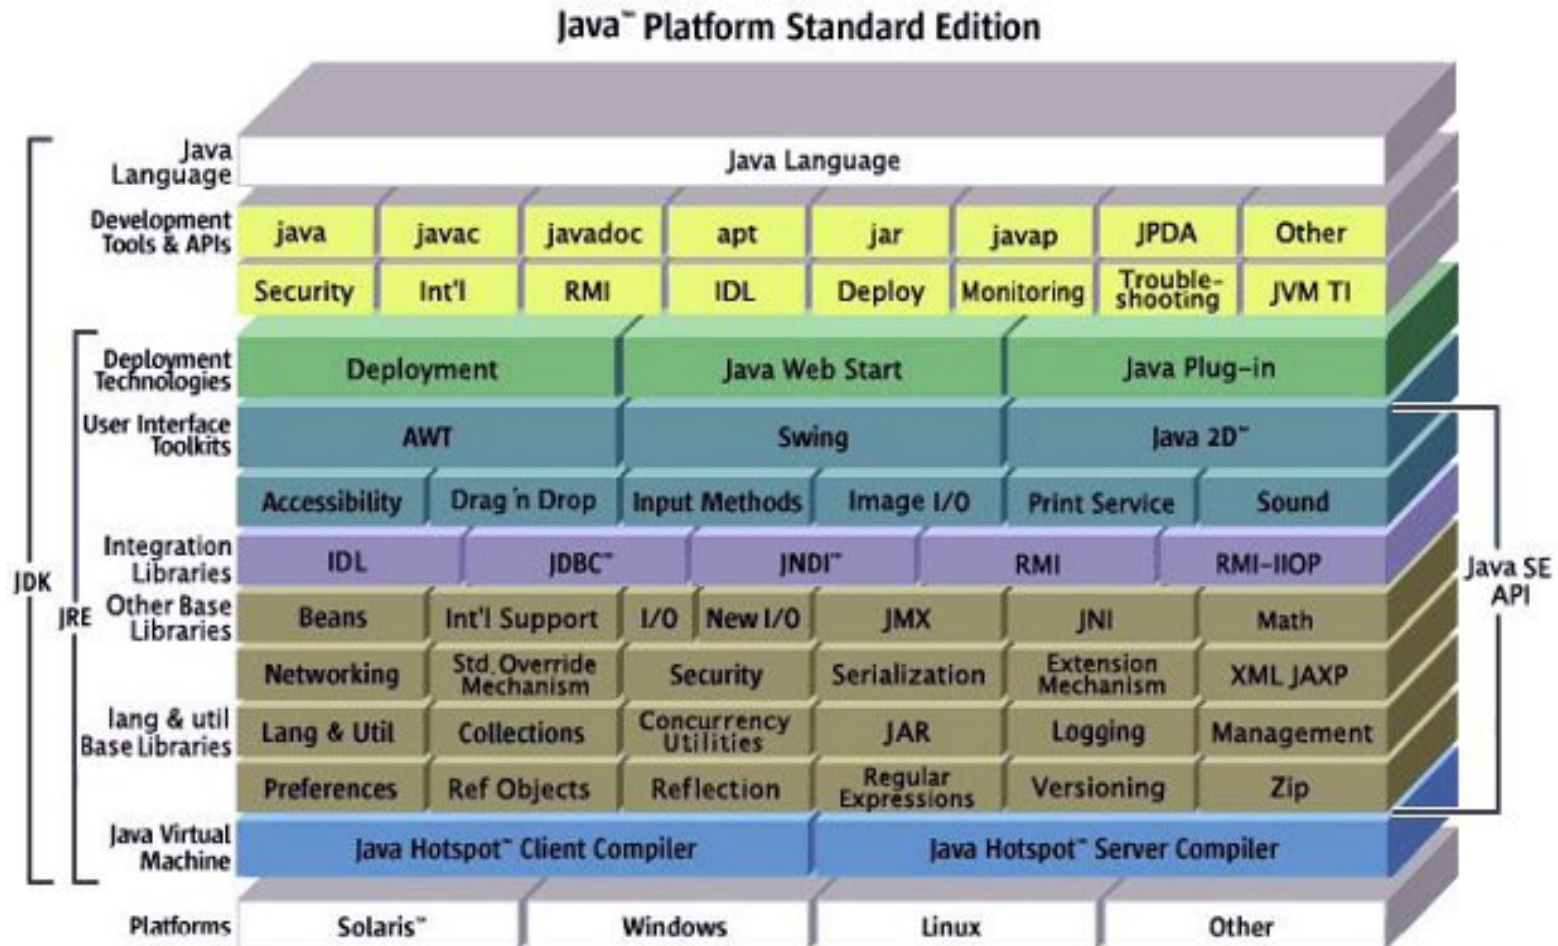 Java™ Platform Standard Edition
Java
Language
Java Language
Development
Tools & APIs
java
javac
javadoc
apt
jar
javap
JPDA
Other
Security
Int'l
RMI
IDL
Deploy
Monitoring
Trouble-
shooting
JVM TI
Deployment
Technologies
Deployment
Java Web Start
Java Plug-in
User Interface
Toolkits
AWT
Swing
Java 2D™
Accessibility
Drag 'n Drop
Input Methods
Image I/O
Print Service
Sound
Integration
Libraries
IDL
JDBC™
JNDI™
RMI
RMI-IIOP
JDK
JRE
Java SE
API
Other Base
Libraries
Beans
Int'l Support
I/O
New I/O
JMX
JNI
Math
Networking
Std. Override
Mechanism
Security
Serialization
Extension
Mechanism
XML JAXP
lang & util
Base Libraries
Lang & Util
Collections
Concurrency
Utilities
JAR
Logging
Management
Preferences
Ref Objects
Reflection
Regular
Expressions
Versioning
Zip
Java Virtual
Machine
Java Hotspot™ Client Compiler
Java Hotspot™ Server Compiler
Platforms
Solaris™
Windows
Linux
Other